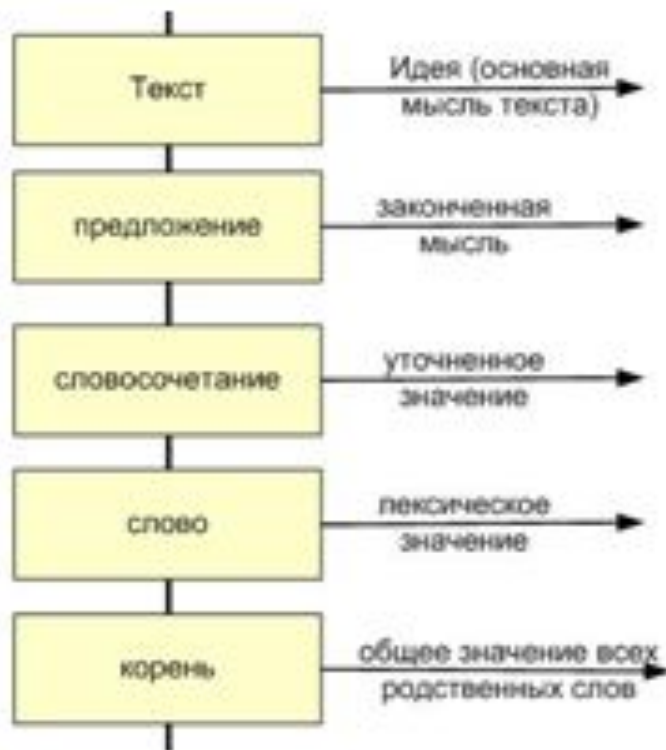 Текст
Идея (основная
мысль текста)
предложение
законченная
мысль
словосочетание
уточненное
значение
слово
лексическое
значение
корень
общее значение всех
родственных слов